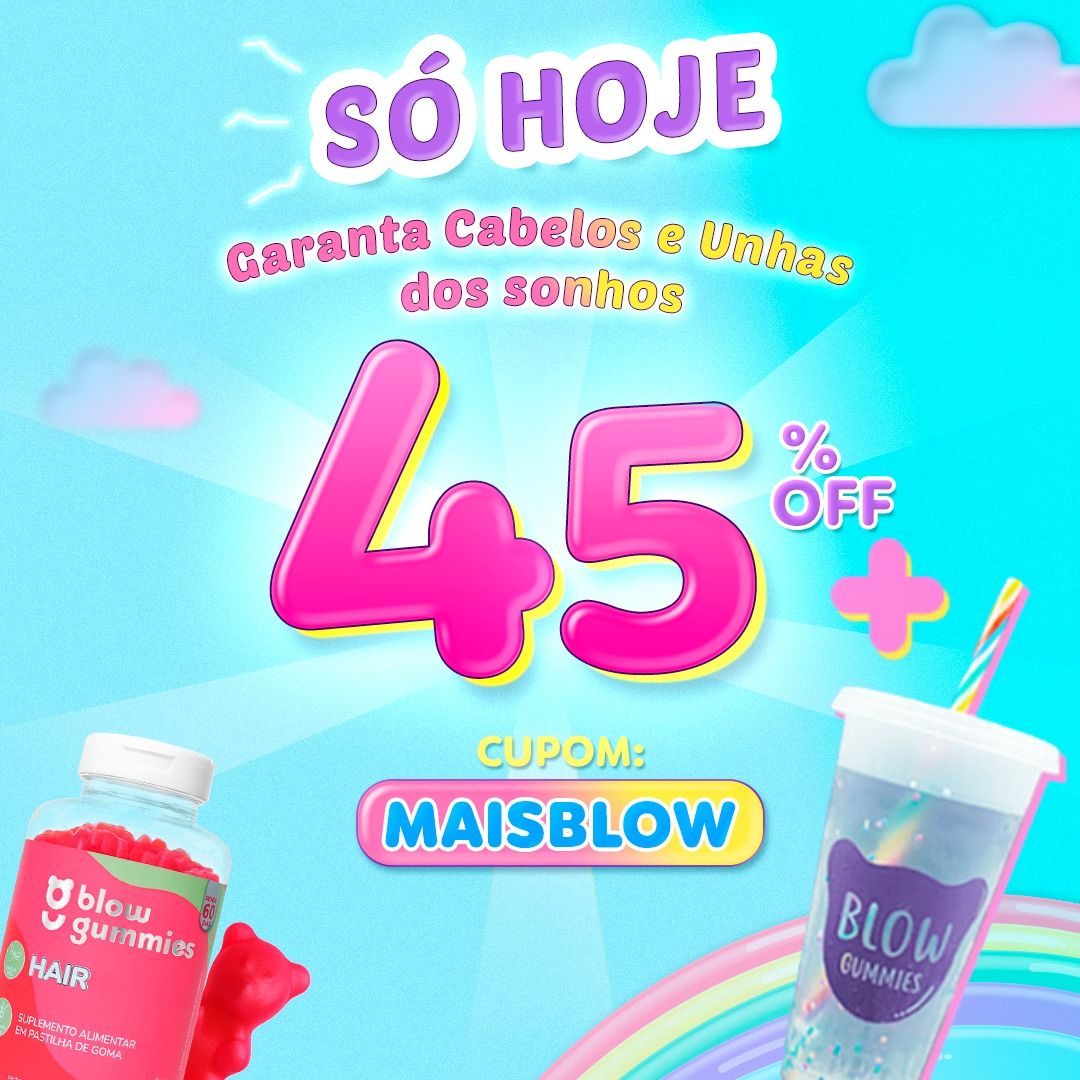 SÓ HOJE
Garanta Cabelos e Unhas
dos sonhos
45
%
OFF
+
CUPOM:
MAISBLOW
blow
gummies
60
HAIR
SUPLEMENTO ALIMENTAR
EM PASTILHA DE GOMA
BLOW
GUMMIES